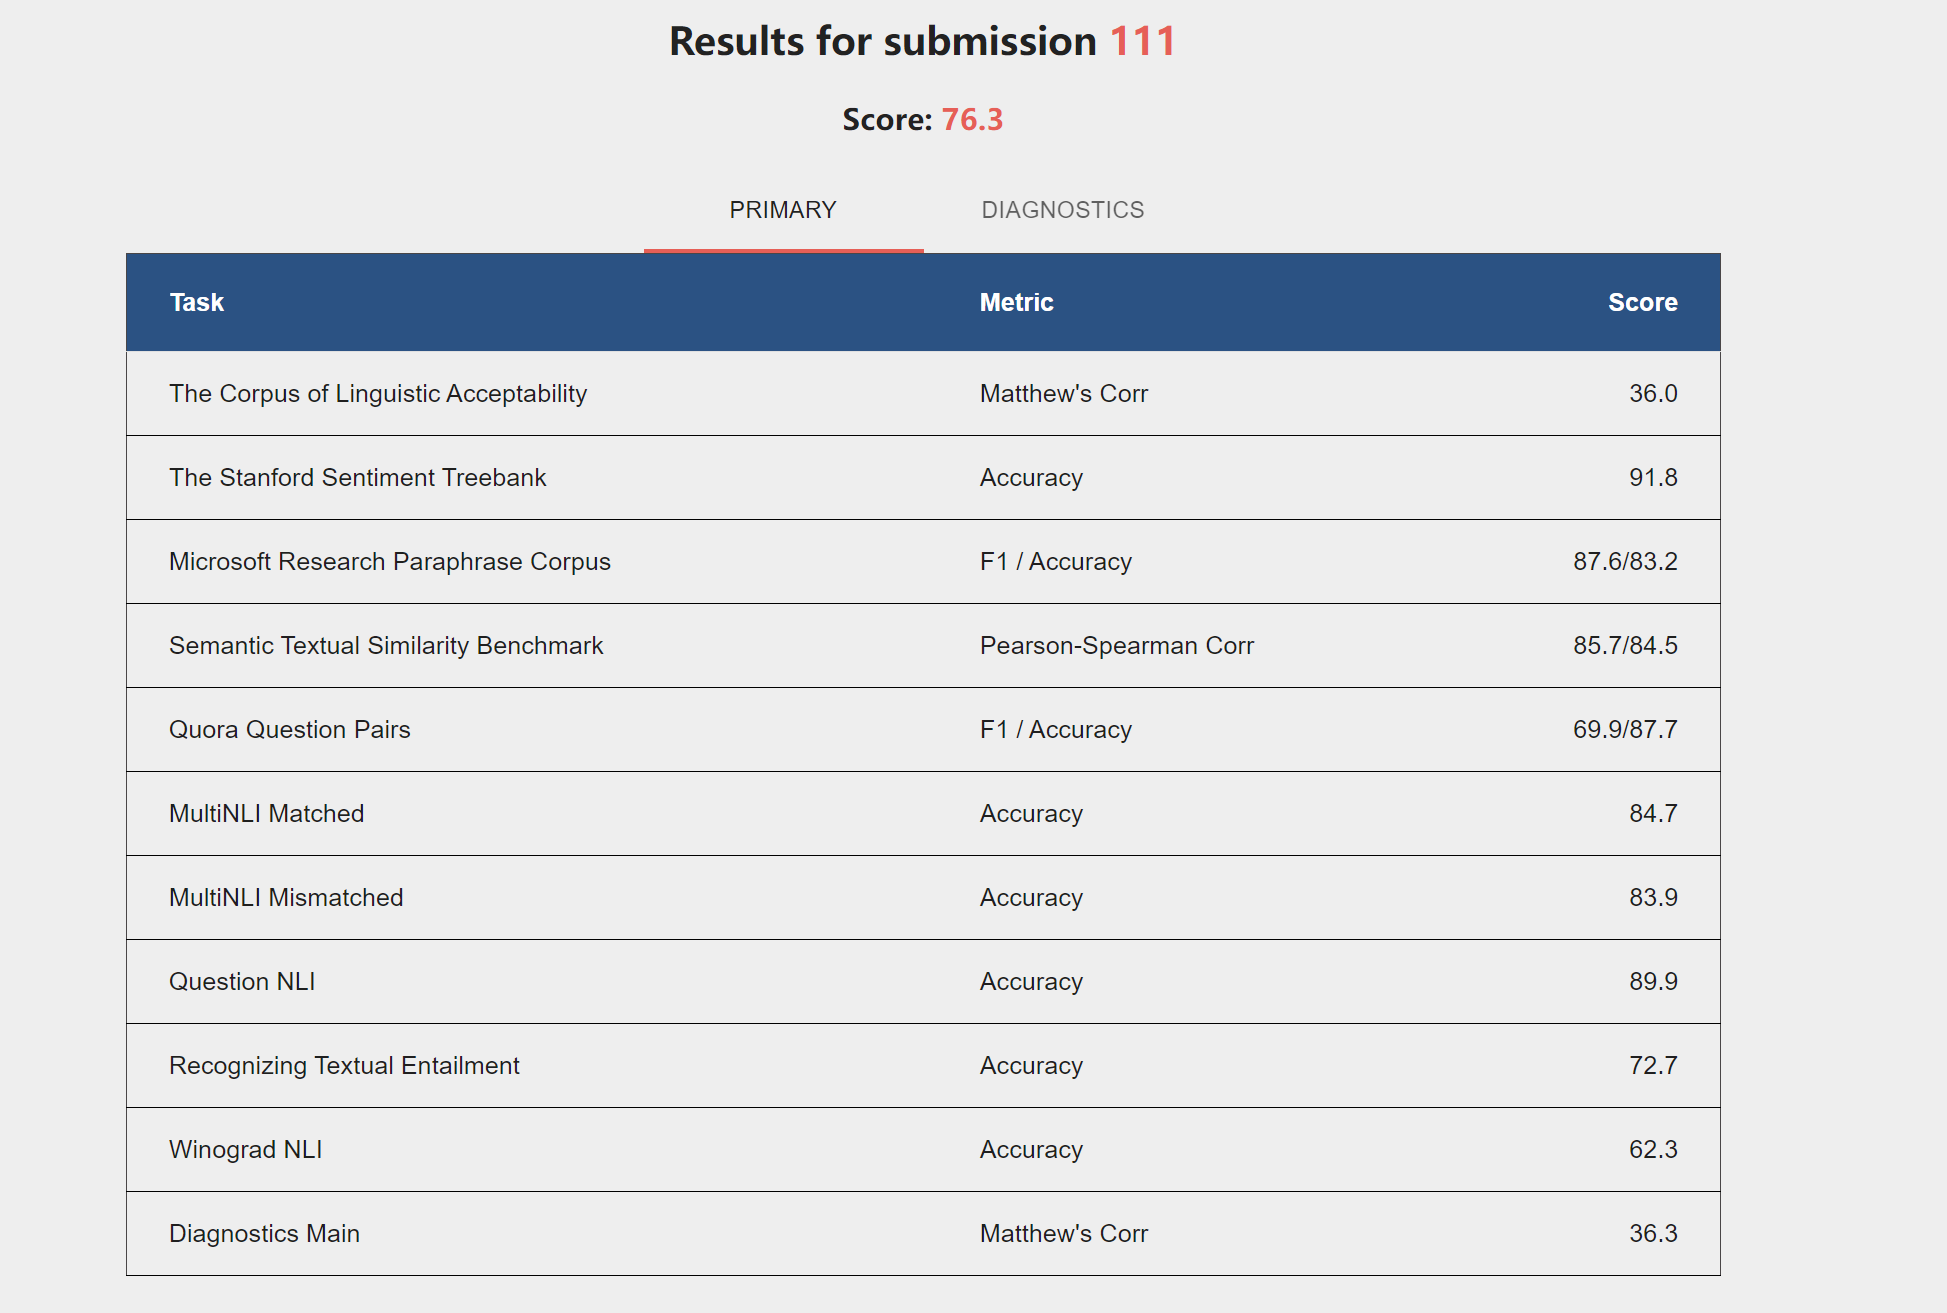 Results for submission 111
Score: 76.3
PRIMARY DIAGNOSTICS
Task Metric Score
The Corpus of Linguistic Acceptability Matthew's Corr 36.0
The Stanford Sentiment Treebank Accuracy 91.8
Microsoft Research Paraphrase Corpus F1 / Accuracy 87.6/83.2
Semantic Textual Similarity Benchmark Pearson-Spearman Corr 85.7/84.5
Quora Question Pairs F1 / Accuracy 69.9/87.7
MultiNLI Matched Accuracy 84.7
MultiNLI Mismatched Accuracy 83.9
Question NLI Accuracy 89.9
Recognizing Textual Entailment Accuracy 72.7
Winograd NLI Accuracy 62.3
Diagnostics Main Matthew's Corr 36.3